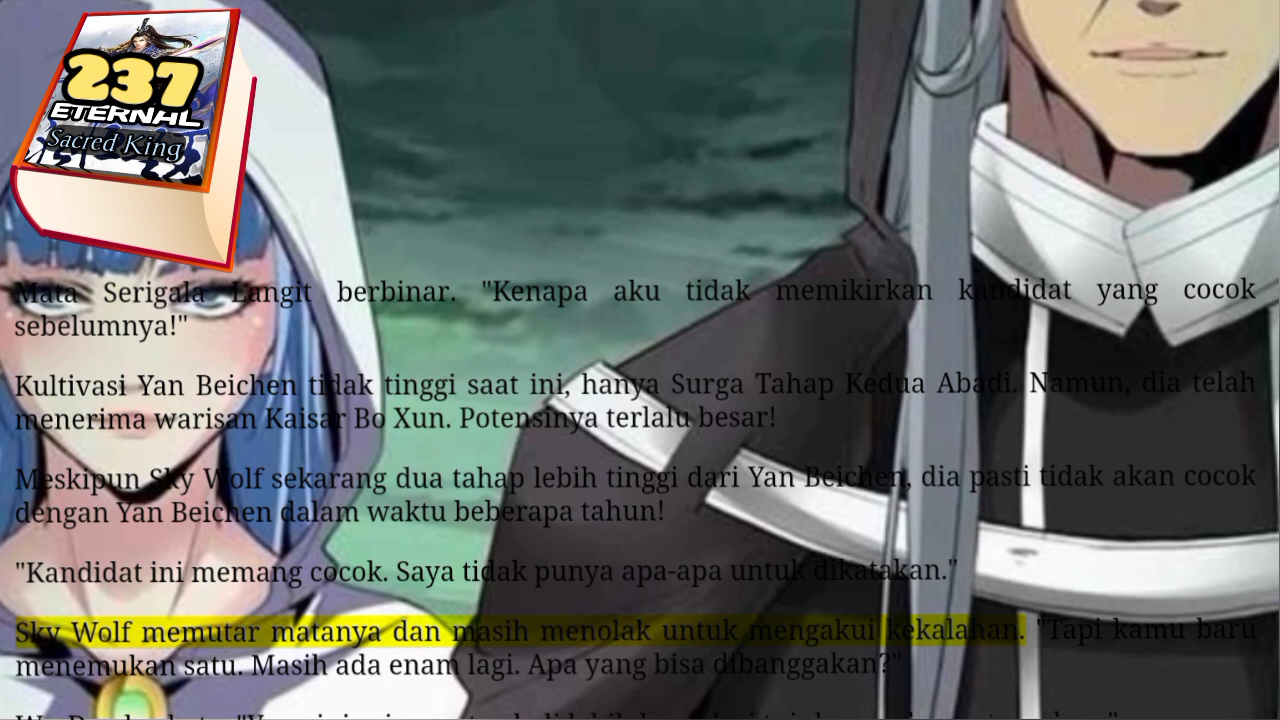 237
ETERNAL
Sacred King
Mata Serigala Langit berbinar. "Kenapa aku tidak memikirkan kandidat yang cocok
sebelumnya!"
Kultivasi Yan Beichen tidak tinggi saat ini, hanya Surga Tahap Kedua Abadi. Namun, dia telah
menerima warisan Kaisar Bo Xun. Potensinya terlalu besar!
Meskipun Sky Wolf sekarang dua tahap lebih tinggi dari Yan Beichen, dia pasti tidak akan cocok
dengan Yan Beichen dalam waktu beberapa tahun!
"Kandidat ini memang cocok. Saya tidak punya apa-apa untuk dikatakan."
Sky Wolf memutar matanya dan masih menolak untuk mengakui kekalahan. "Tapi kamu baru
menemukan satu. Masih ada enam lagi. Apa yang bisa dibanggakan?"